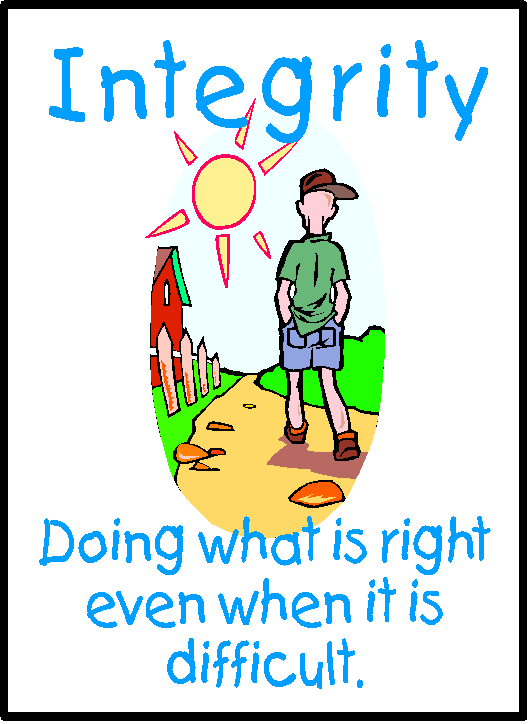 Integrity
Doing what is right
even when it is
difficult.